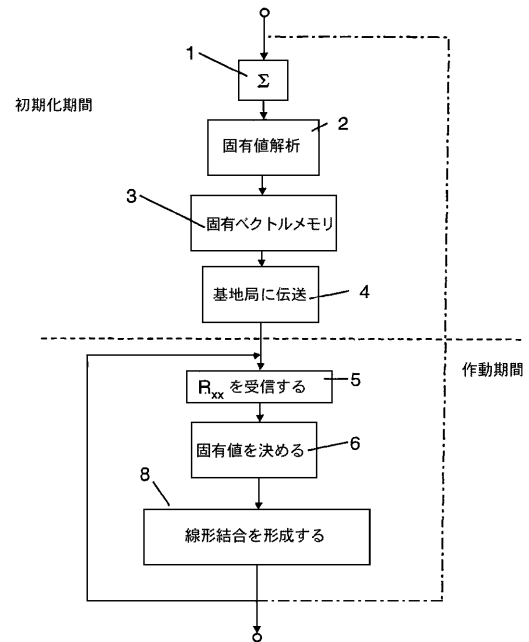 1
Σ
初期化期間
2
固有値解析
3
固有ベクトルメモリ
基地局に伝送
4
作動期間
Rxxを受信する
5
固有値を決める
6
8
線形結合を形成する